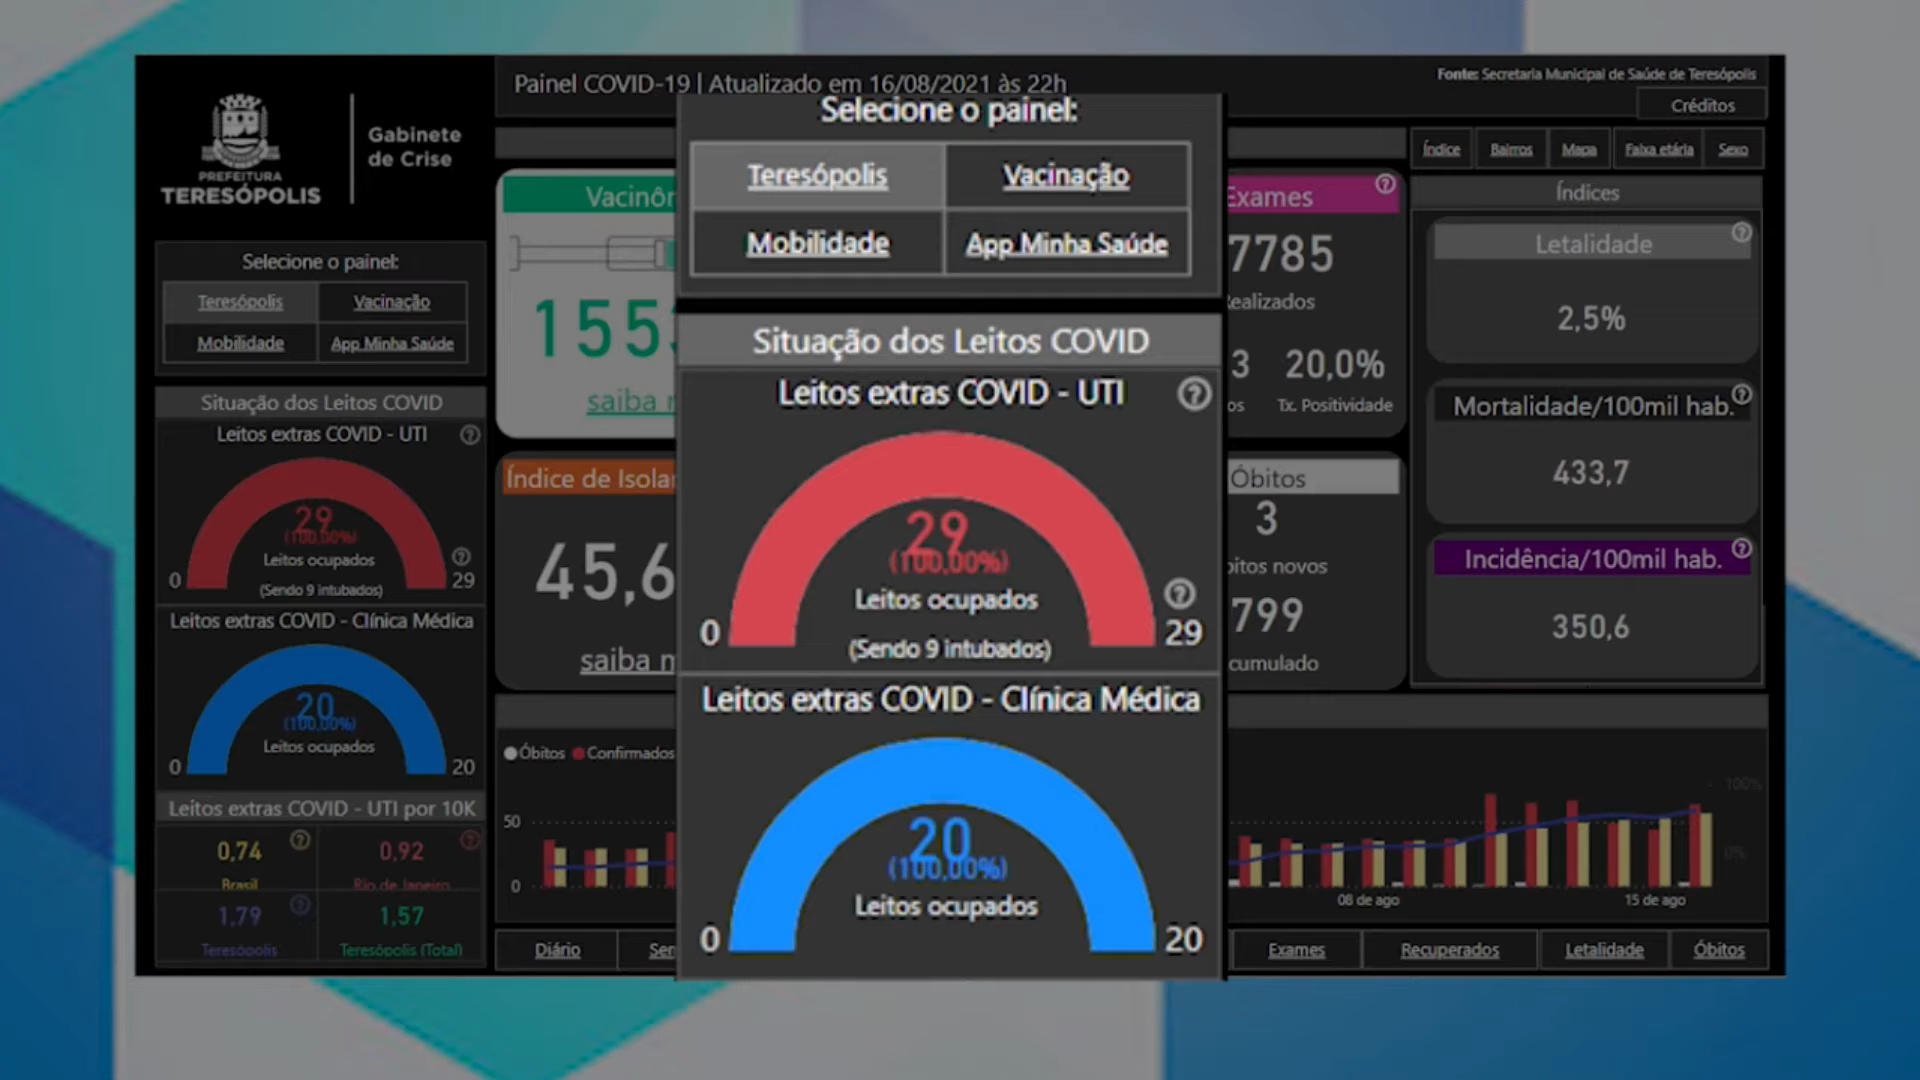 Painel COVID-19 | Atualizado em 16/08/2021 às 22h
Fonte: Secretaria Municipal de Saúde de Teresópolis
Créditos
PREFEITURA
TERESÓPOLIS
Gabinete
de Crise
Selecione o painel:
Teresópolis
Vacinação
Mobilidade
App Minha Saúde
Situação dos Leitos COVID
Leitos extras COVID - UTI
29
(100,00%)
Leitos ocupados
(Sendo 9 intubados)
0
29
Leitos extras COVID - Clínica Médica
20
(100,00%)
Leitos ocupados
0
20
Leitos extras COVID - UTI por 10K
0,74
Brasil
0,92
Rio de Janeiro
1,79
Teresópolis
1,57
Teresópolis (Total)
saiba
Índice de
45,6
saiba
Óbitos
Confirmados
50
0
Diário
Selecione o painel:
Teresópolis
Vacinação
Mobilidade
App Minha Saúde
Situação dos Leitos COVID
Leitos extras COVID - UTI
29
(100,00%)
Leitos ocupados
(Sendo 9 intubados)
0
29
Leitos extras COVID - Clínica Médica
20
(100,00%)
Leitos ocupados
0
20
Exames
7785
Realizados
3
20,0%
os
Tx. Positividade
Óbitos
3
bitos novos
799
cumulado
Índice
Bairros
Mapa
Faixa etária
Sexo
Índices
Letalidade
2,5%
Mortalidade/100mil hab.
433,7
Incidência/100mil hab.
350,6
100%
0%
08 de ago
15 de ago
Exames
Recuperados
Letalidade
Óbitos